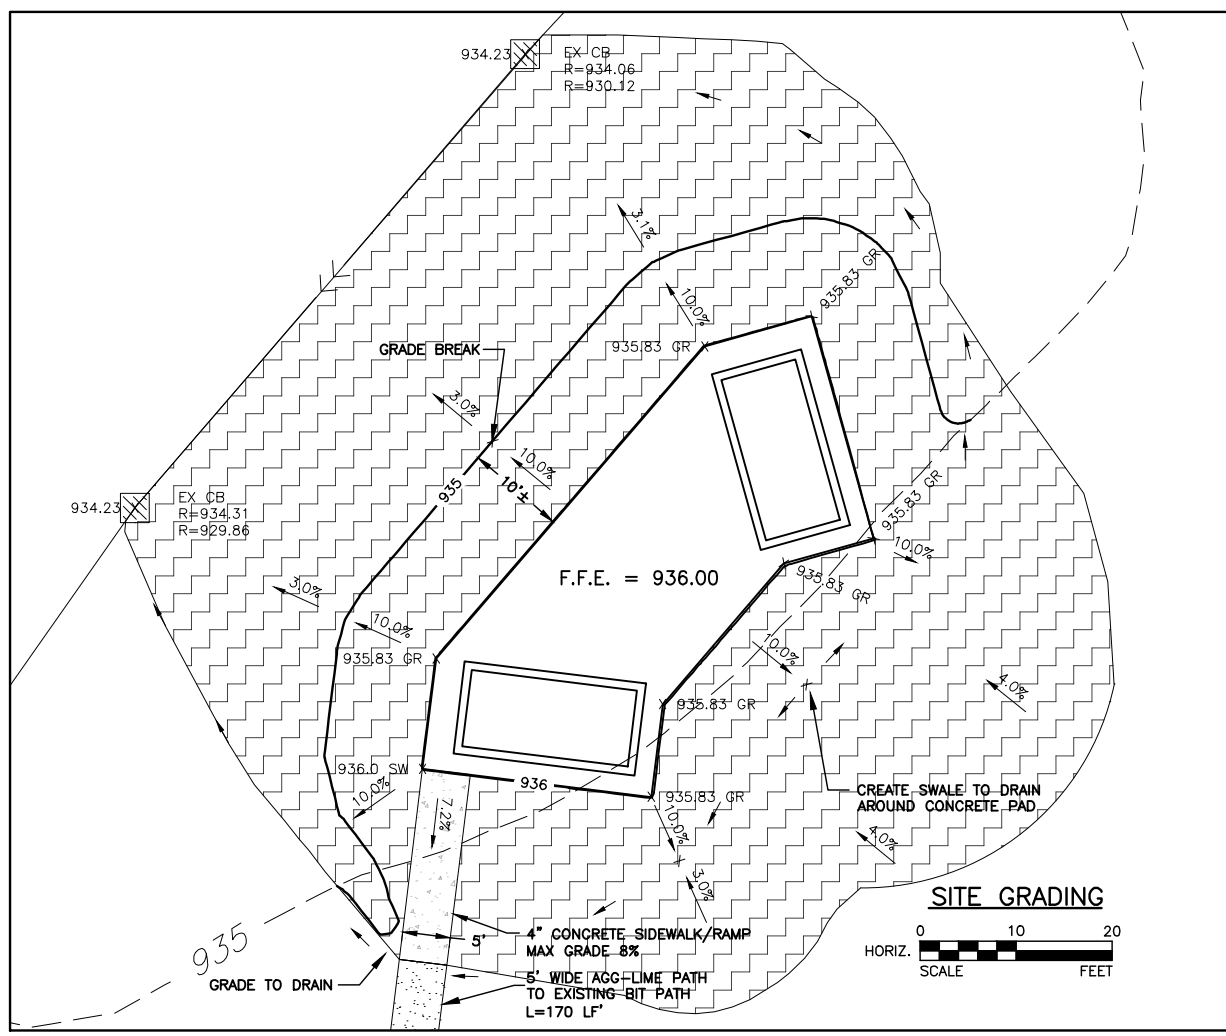 934.23
EX CB
R=934.06
R=930.12
3.1%
935.83 GR
10.0%
935.83 GR
GRADE BREAK
3.0%
10.0%
935
10'±
934.23
EX CB
R=934.31
R=929.86
935.83 GR
935.83 GR
10.0%
F.F.E. = 936.00
935.83 GR
3.0%
10.0%
935.83 GR
10.0%
4.0%
935.83 GR
936.0 SW
936
935.83 GR
CREATE SWALE TO DRAIN
AROUND CONCRETE PAD
10.0%
7.2%
10.0%
4.0%
3.0%
SITE GRADING
935
5'
4" CONCRETE SIDEWALK/RAMP
MAX GRADE 8%
0 10 20
HORIZ.
SCALE FEET
GRADE TO DRAIN
5' WIDE AGG-LIME PATH
TO EXISTING BIT PATH
L=170 LF'